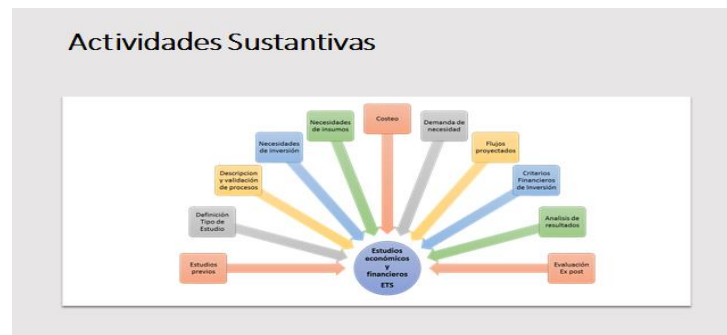 Actividades Sustantivas
Estudios
previos
Definición
Tipo de
Estudio
Descripcion
y validación
de procesos
Necesidades
de inversión
Necesidades
de insumos
Costeo
Demanda de
necesidad
Flujos
proyectados
Criterios
Financieros
de Inversión
Analisis de
resultados
Evaluación
Ex post
Estudios
económicos
y
financieros
ETS